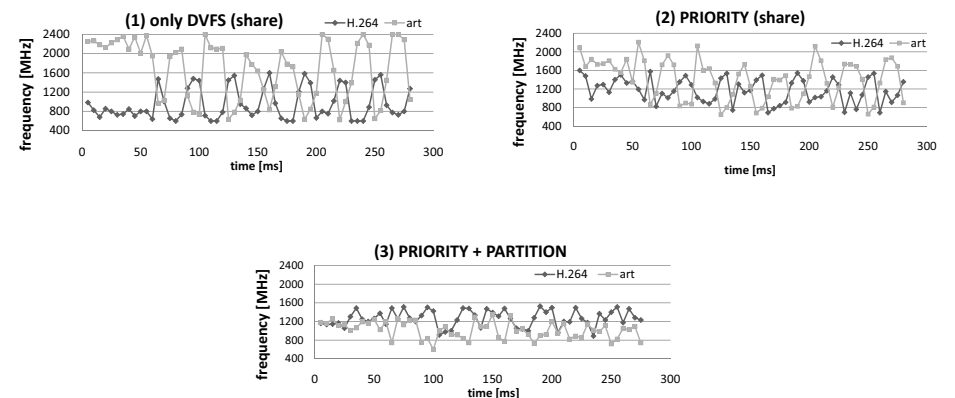 (1) only DVFS (share)
H.264 art
frequency [MHz]
2400
2000
1600
1200
800
400
0 50 100 150 200 250 300
time [ms]
(2) PRIORITY (share)
H.264 art
frequency [MHz]
2400
2000
1600
1200
800
400
0 50 100 150 200 250 300
time [ms]
(3) PRIORITY + PARTITION
H.264 art
frequency [MHz]
2400
2000
1600
1200
800
400
0 50 100 150 200 250 300
time [ms]